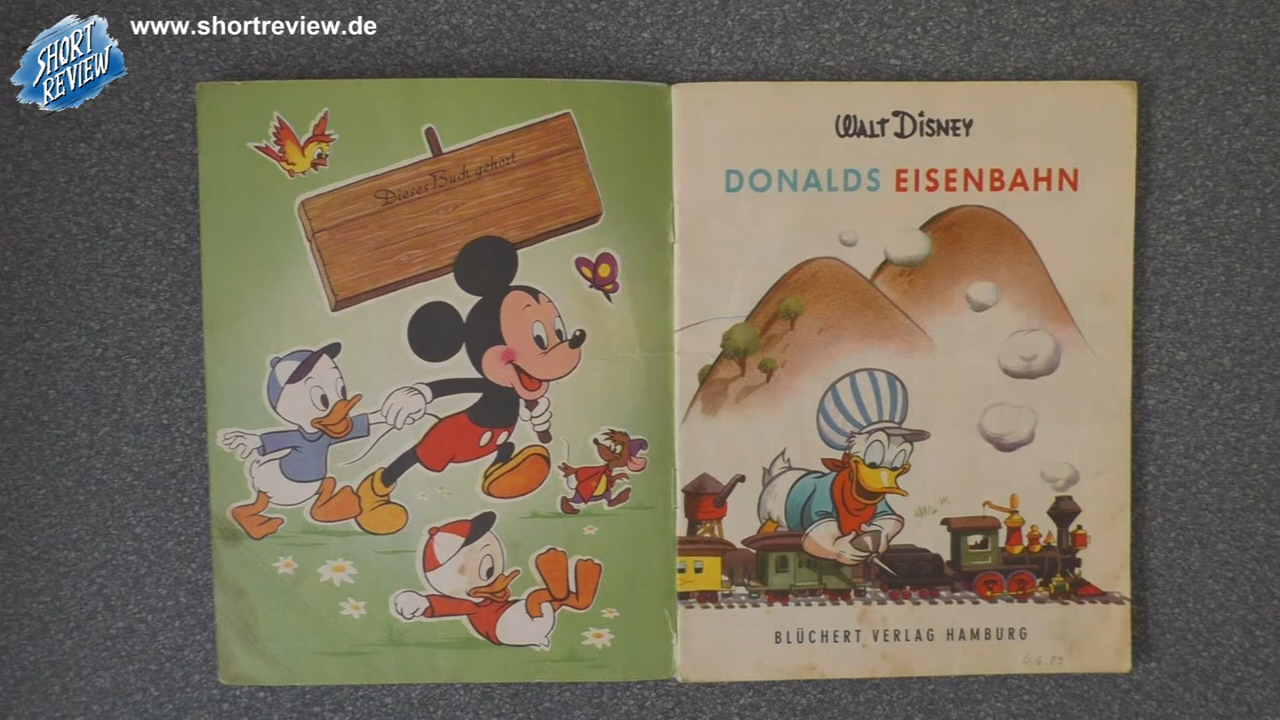 www.shortreview.de
SHORT
REVIEW
Dieses Buch gehört
WALT DISNEY
DONALDS EISENBAHN
BLÜCHERT VERLAG HAMBURG